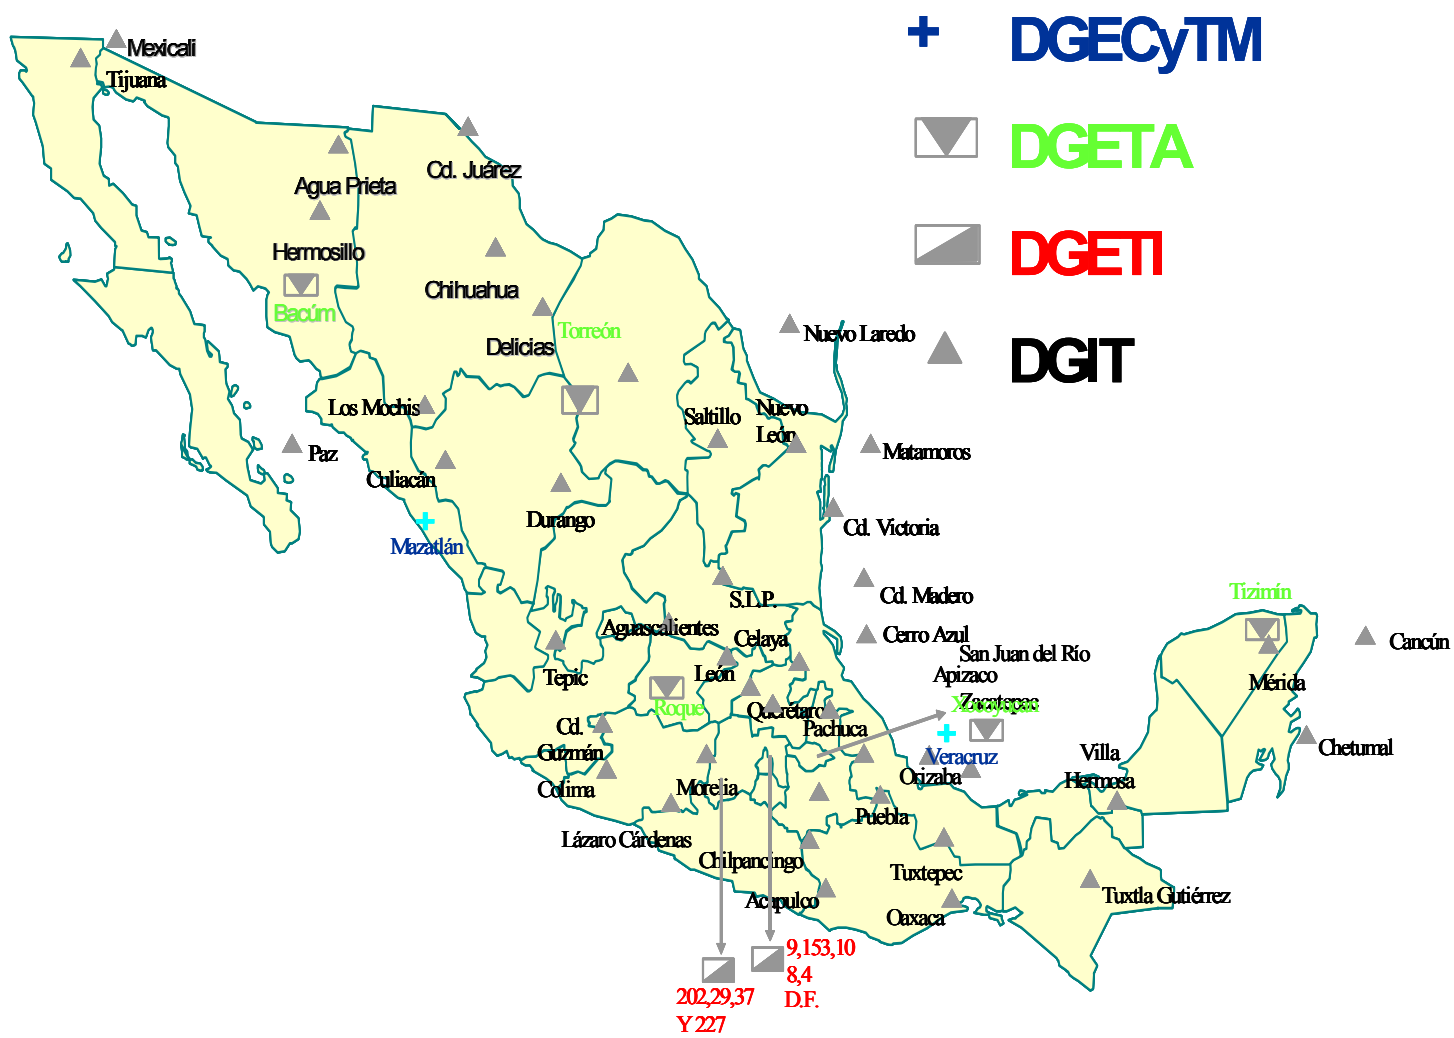 DGECyTM
DGETA
DGETI
DGIT
Mexicali
Tijuana
Cd. Juárez
Agua Prieta
Hermosillo
Chihuahua
Bacúm
Torreón
Nuevo Laredo
Delicias
Los Mochis
Saltillo
Nuevo
León
Paz
Matamoros
Culiacán
Durango
Cd. Victoria
Mazatlán
S.L.P.
Cd. Madero
Tizimín
Aguascalientes
Celaya
Cerro Azul
Cancún
San Juan del Río
Tepic
León
Apizaco
Mérida
Zacatepec
Xocoyucan
Roque
Querétaro
Pachuca
Cd.
Guzmán
Veracruz
Villa
Hermosa
Chetumal
Orizaba
Colima
Morelia
Puebla
Lázaro Cárdenas
Chilpancingo
Tuxtepec
Tuxtla Gutiérrez
Acapulco
Oaxaca
9,153,10
8,4
D.F.
202,29,37
Y 227